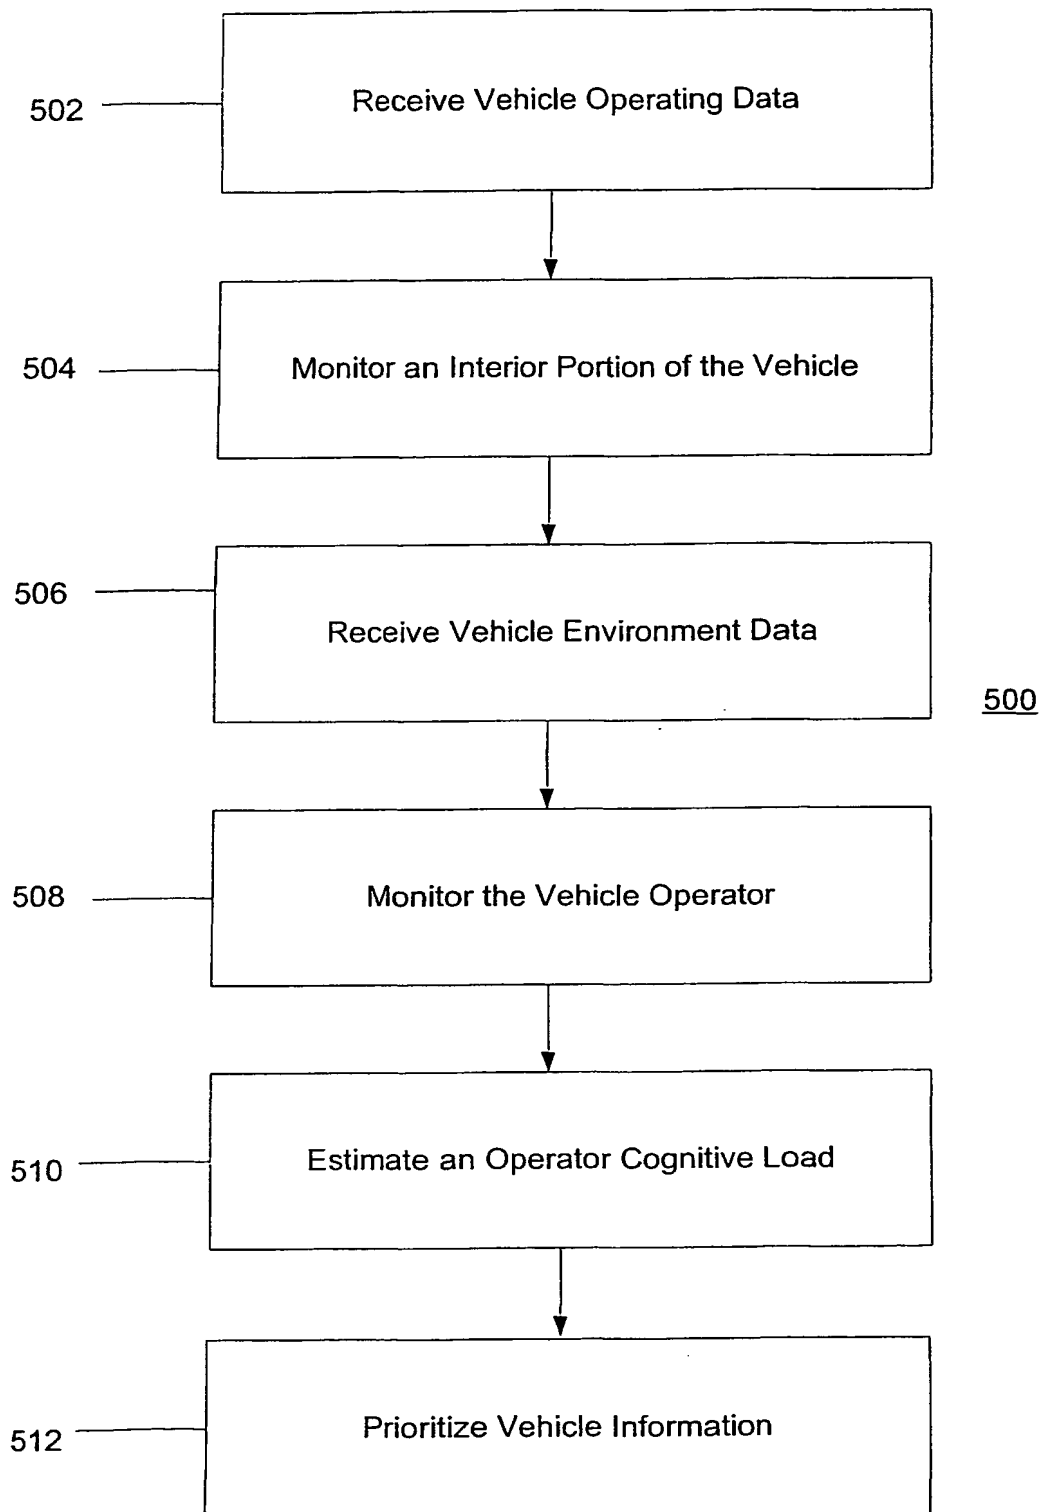 502
Receive Vehicle Operating Data
504
Monitor an Interior Portion of the Vehicle
506
Receive Vehicle Environment Data
500
508
Monitor the Vehicle Operator
510
Estimate an Operator Cognitive Load
512
Prioritize Vehicle Information